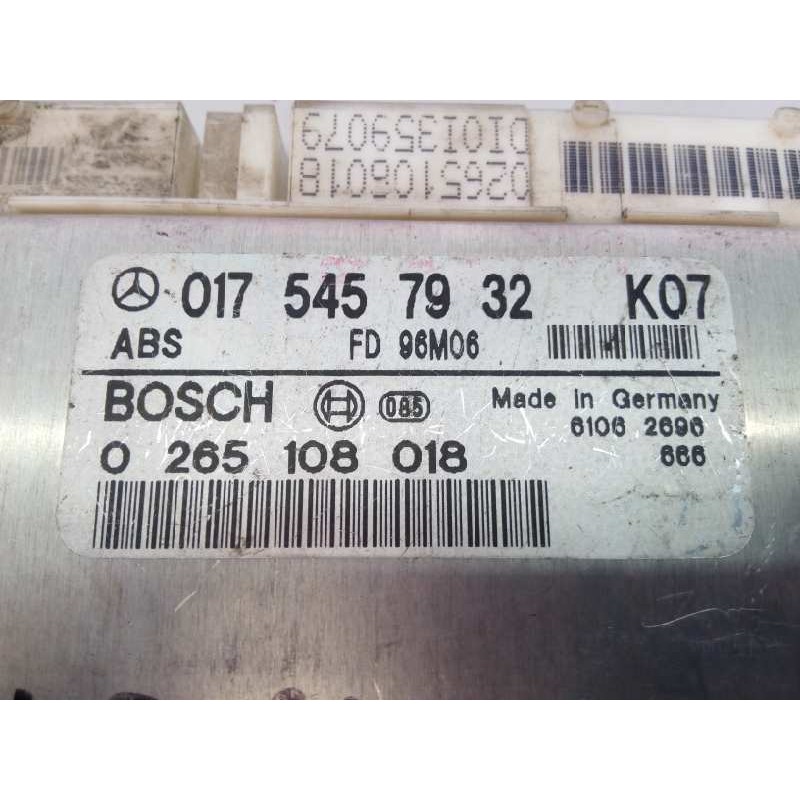 0265108018
DI01359079
017 545 79 32 K07
ABS FD 96M06
BOSCH 085 Made in Germany
6106 2696
0 265 108 018 666